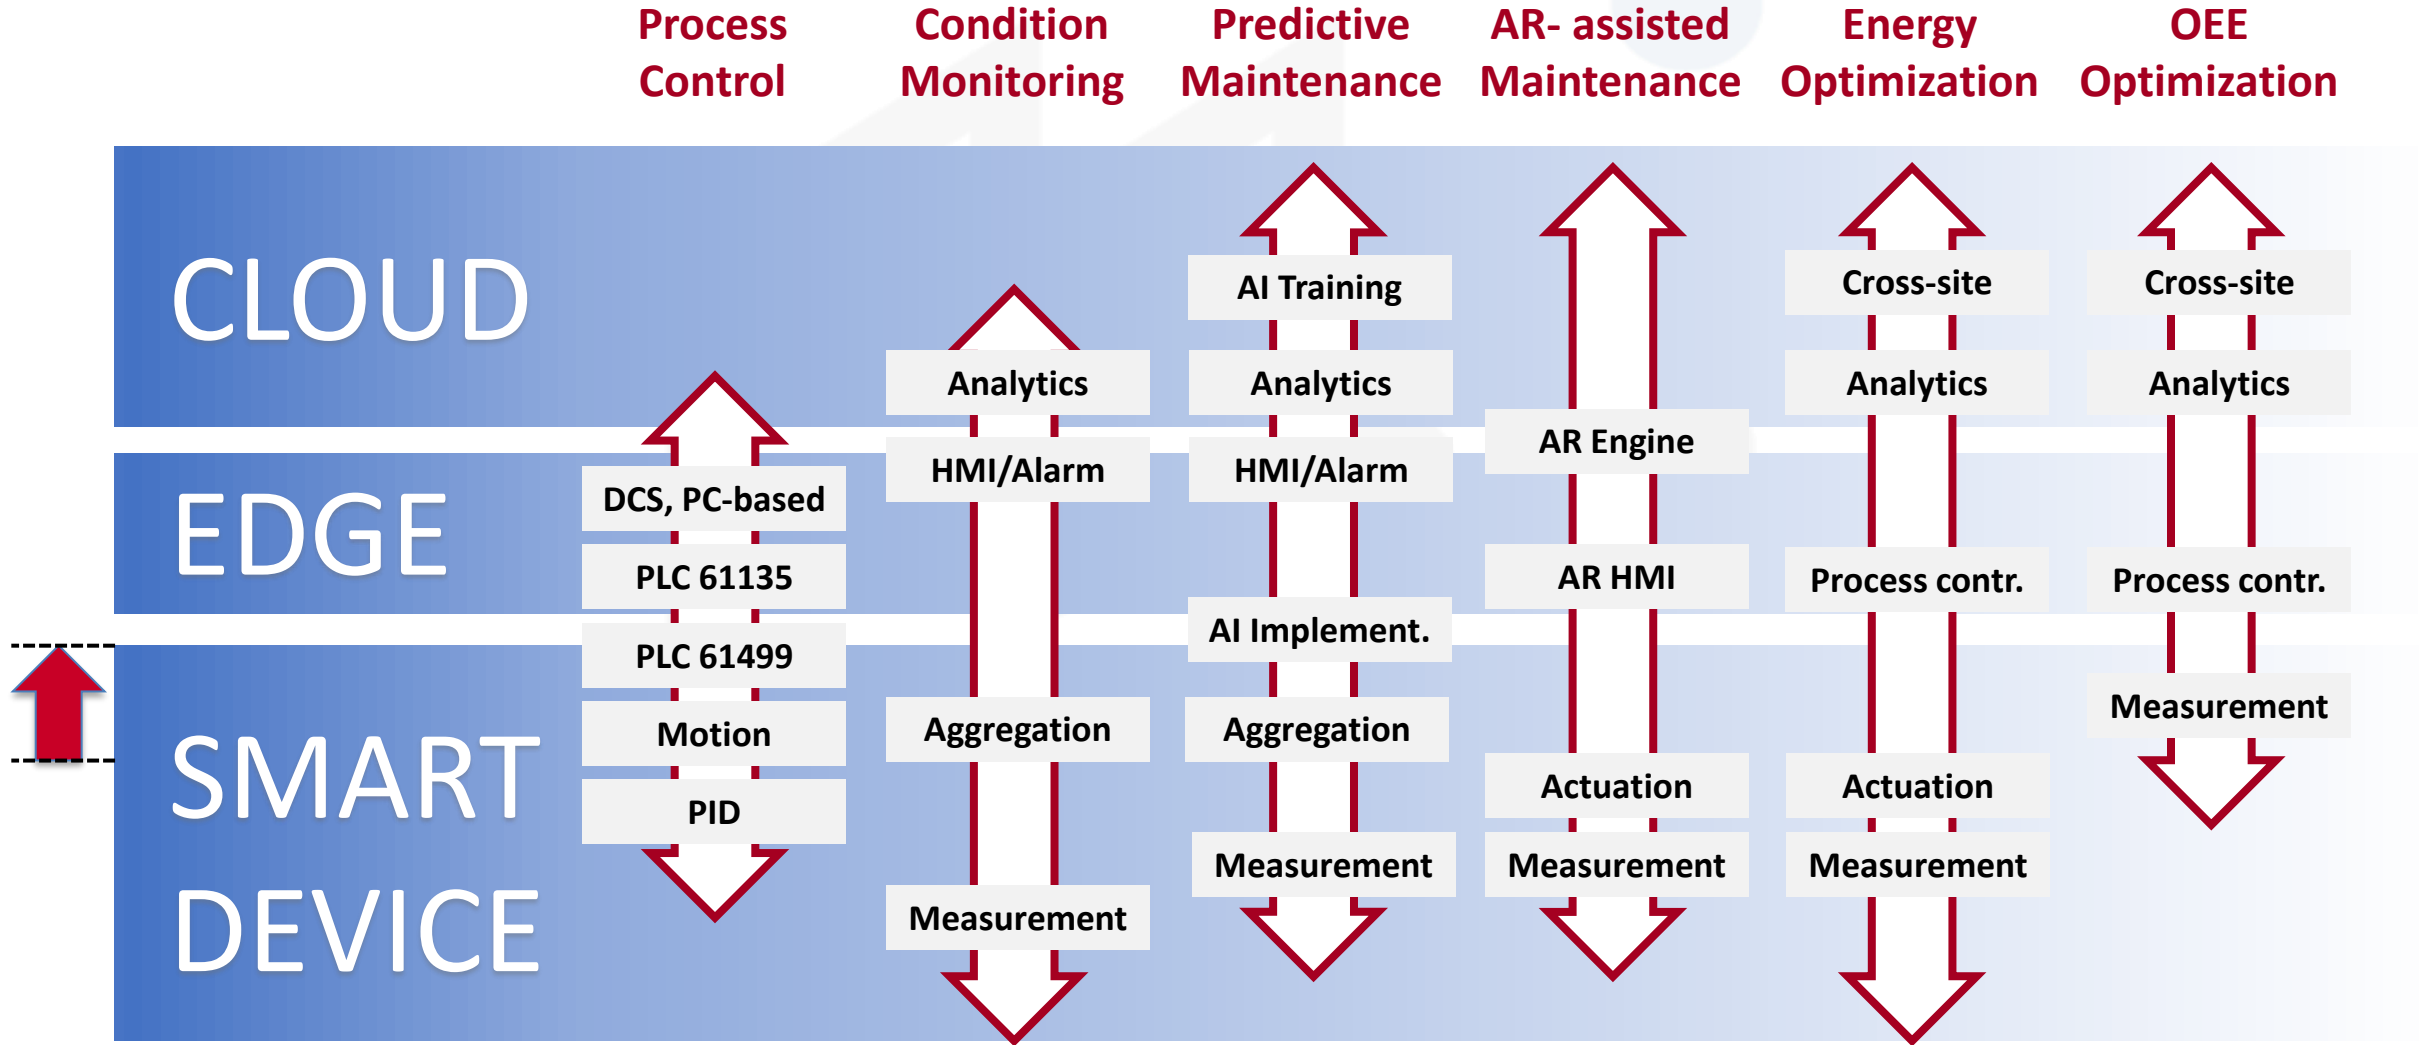 Process
Control
Condition
Monitoring
Predictive
Maintenance
AR- assisted
Maintenance
Energy
Optimization
OEE
Optimization
CLOUD
EDGE
SMART
DEVICE
DCS, PC-based
PLC 61135
PLC 61499
Motion
PID
Analytics
HMI/Alarm
Aggregation
Measurement
AI Training
Analytics
HMI/Alarm
AI Implement.
Aggregation
Measurement
AR Engine
AR HMI
Actuation
Measurement
Cross-site
Analytics
Process contr.
Actuation
Measurement
Cross-site
Analytics
Process contr.
Measurement